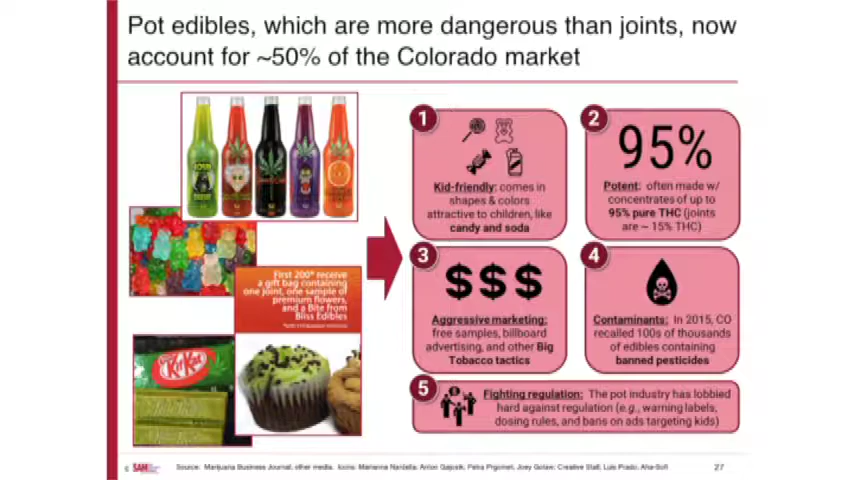 Pot edibles, which are more dangerous than joints, now
account for ~50% of the Colorado market
First 200* receive
a gift bag containing
one joint, one sample of
premium flowers,
and a Bite from
Bliss Edibles
KitKat
1
Kid-friendly: comes in
shapes & colors
attractive to children, like
candy and soda
2
95%
Potent: often made w/
concentrates of up to
95% pure THC (joints
are ~ 15% THC)
3
$$$
Aggressive marketing:
free samples, billboard
advertising, and other Big
Tobacco tactics
4
Contaminants: In 2015, CO
recalled 100s of thousands
of edibles containing
banned pesticides
5
Fighting regulation: The pot industry has lobbied
hard against regulation (e.g., warning labels,
dosing rules, and bans on ads targeting kids)
SAM
Source: Marijuana Business Journal, other media. Icons: Marianna Nardella; Anton Gajdosik; Petra Prgomet; Joey Golaw; Creative Stall; Luis Prado; Aha-Soft
27